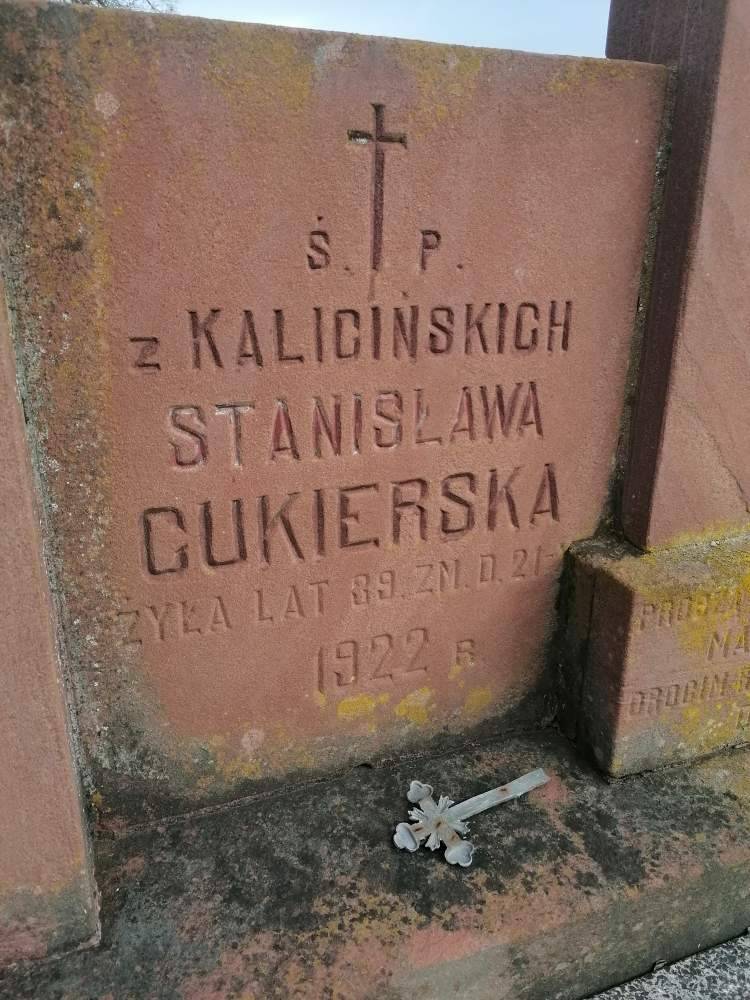 Ś. P.
z KALICIŃSKICH
STANISŁAWA
CUKIERSKA
ŻYŁA LAT 89. ZM. D. 21-
1922 R